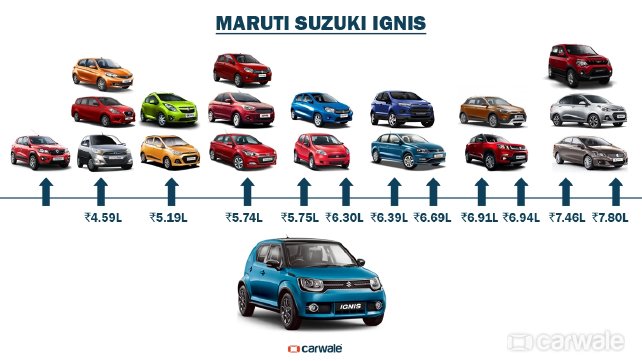 MARUTI SUZUKI IGNIS
₹4.59L ₹5.19L ₹5.74L ₹5.75L ₹6.30L ₹6.39L ₹6.69L ₹6.91L ₹6.94L ₹7.46L ₹7.80L
IGNIS
carwale
carwale